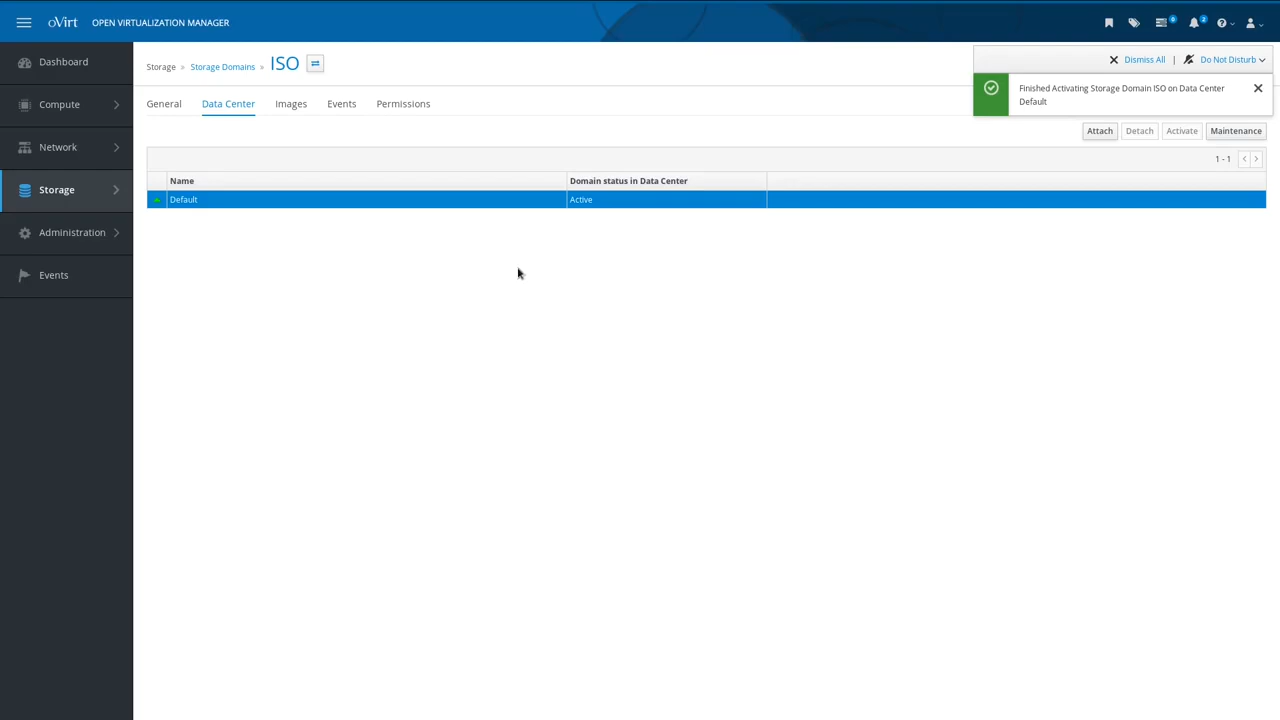 oVirt OPEN VIRTUALIZATION MANAGER
0
2
Dashboard
Compute
Network
Storage
Administration
Events
Storage » Storage Domains » ISO
Dismiss All | Do Not Disturb
Finished Activating Storage Domain ISO on Data Center
Default
General Data Center Images Events Permissions
Attach Detach Activate Maintenance
1 - 1
Name Domain status in Data Center
Default Active